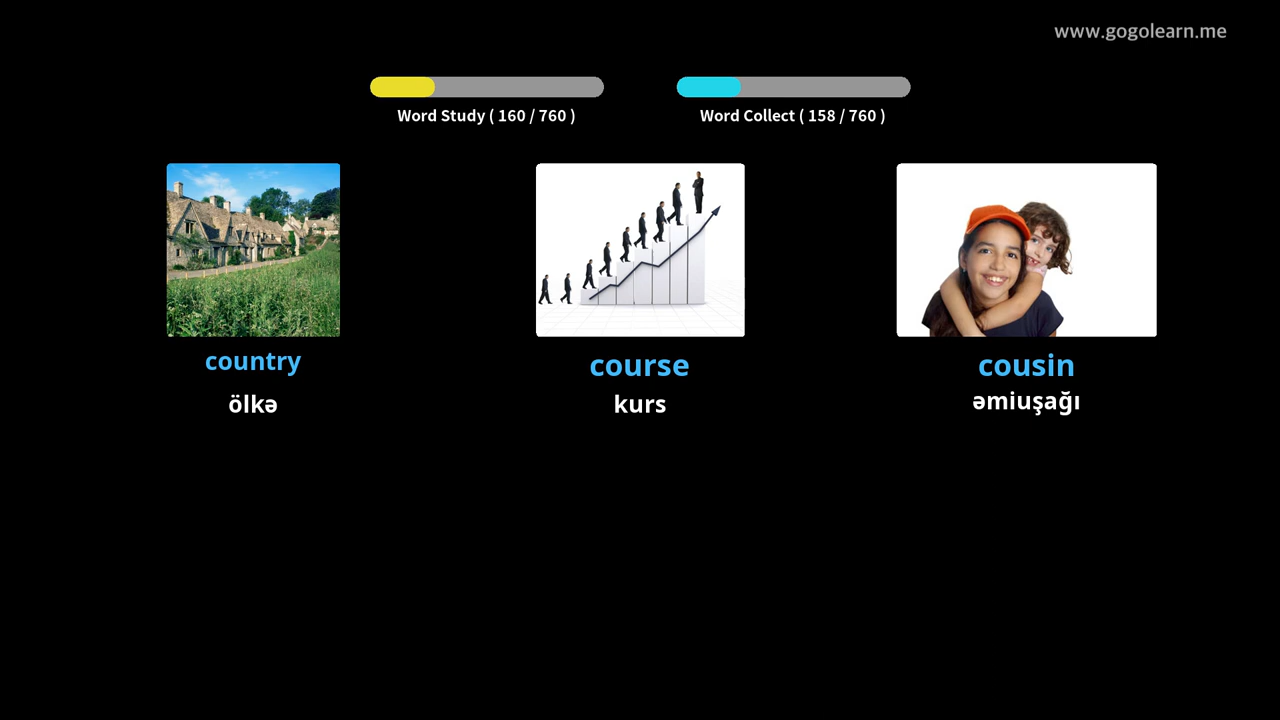 www.gogolearn.me
Word Study ( 160 / 760 )
Word Collect ( 158 / 760 )
country
course
cousin
ölkə
kurs
əmiuşağı